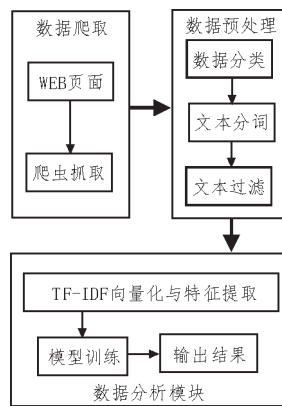 数据爬取
WEB页面
爬虫抓取
数据预处理
数据分类
文本分词
文本过滤
TF-IDF向量化与特征提取
模型训练
输出结果
数据分析模块